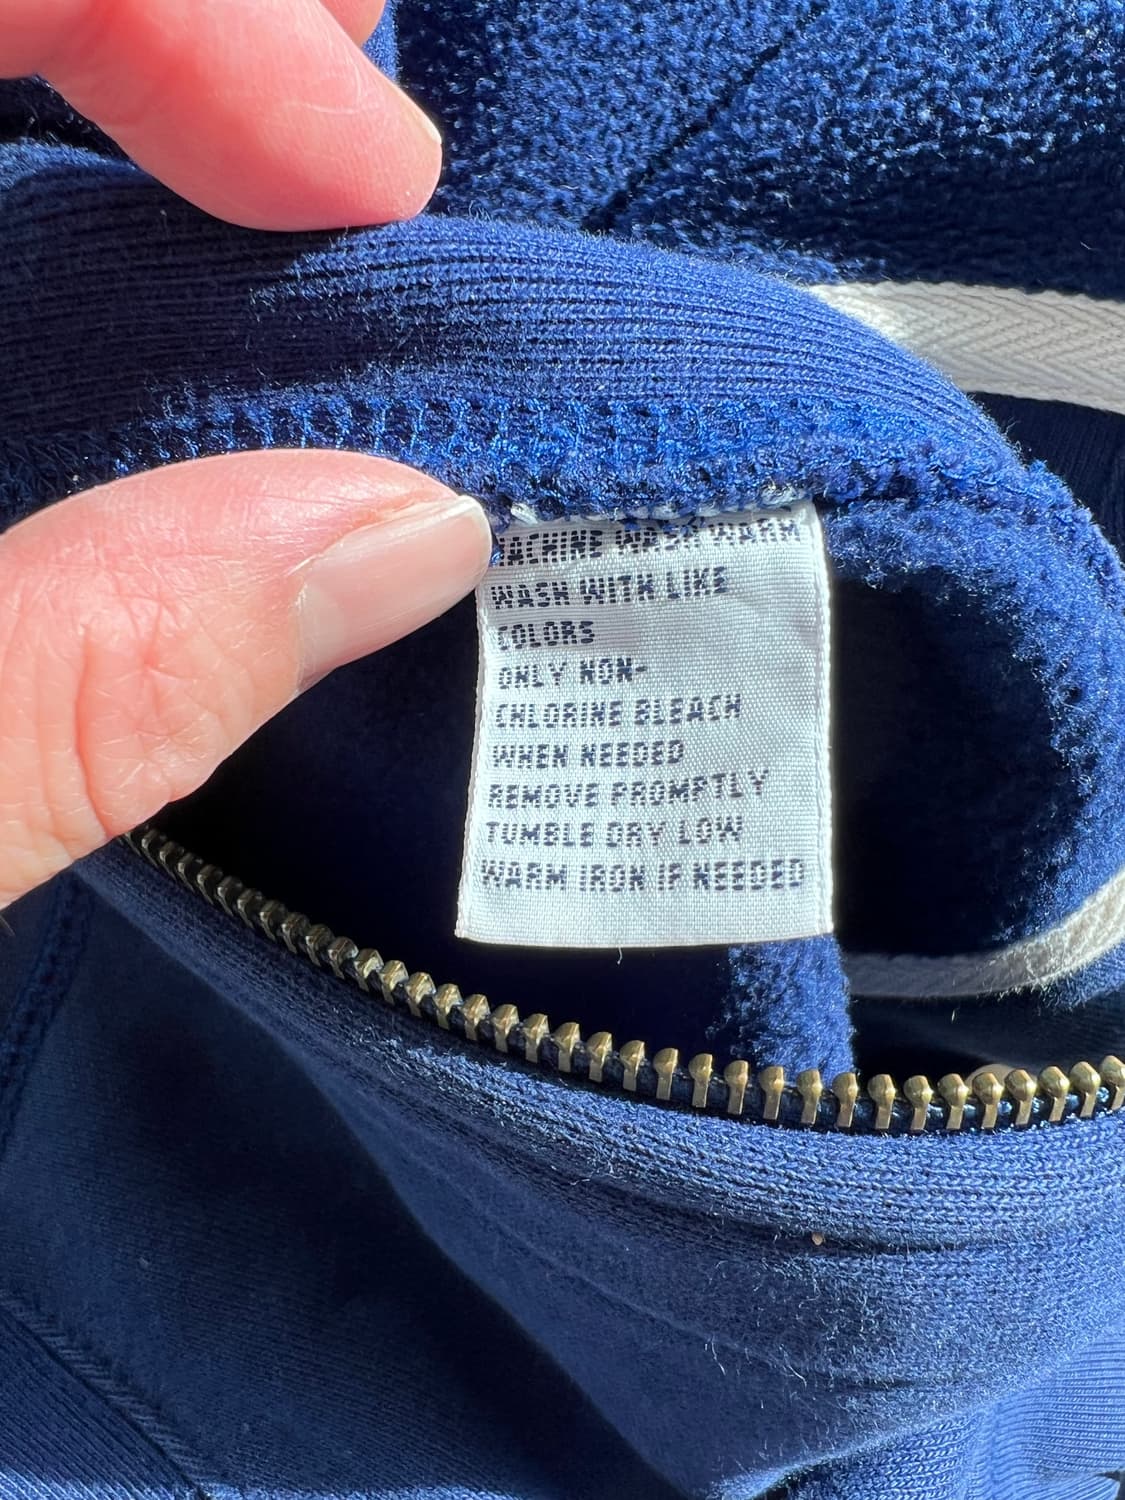 MACHINE WASH WARM
WASH WITH LIKE
COLORS
ONLY NON-
CHLORINE BLEACH
WHEN NEEDED
REMOVE PROMPTLY
TUMBLE DRY LOW
WARM IRON IF NEEDED